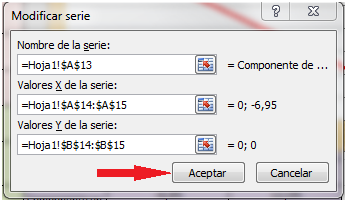 Modificar serie
Nombre de la serie:
=Hoja1!$A$13 = Componente de ...
Valores X de la serie:
=Hoja1!$A$14:$A$15 = 0; -6,95
Valores Y de la serie:
=Hoja1!$B$14:$B$15 = 0; 0
Aceptar Cancelar